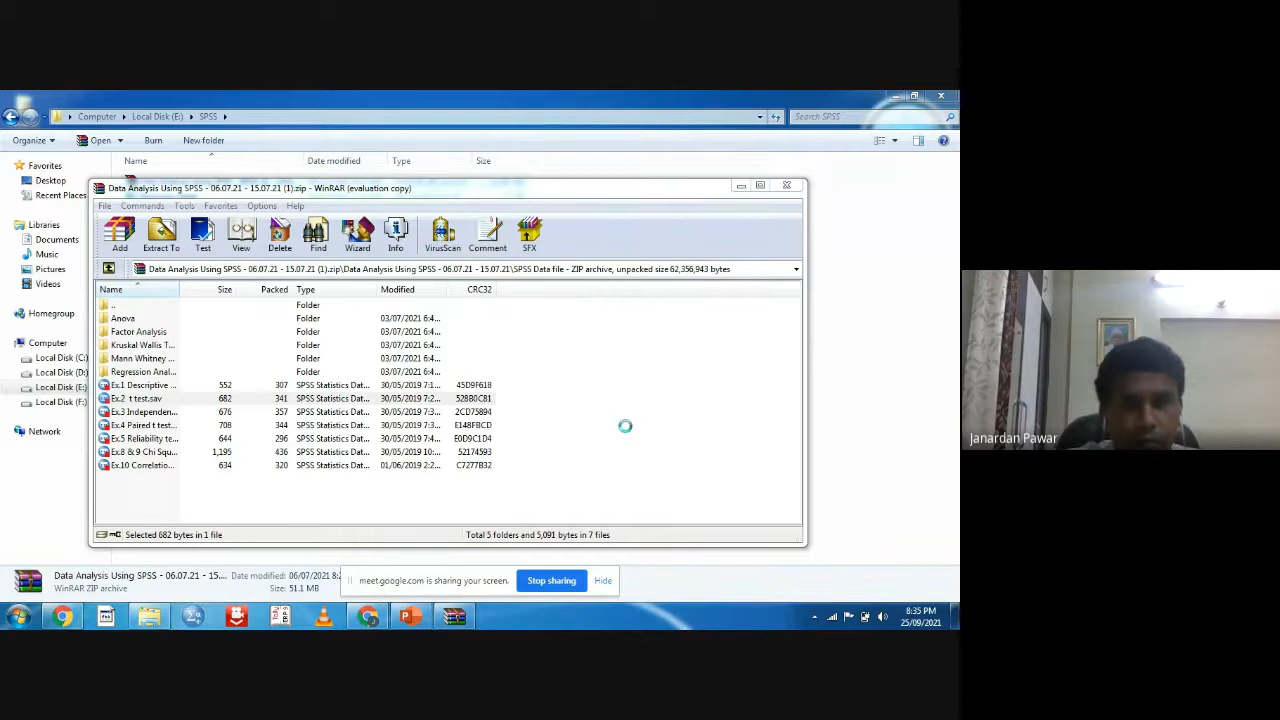 Computer ▸ Local Disk (E:) ▸ SPSS ▸
Search SPSS
Organize ▾ Open ▾ Burn New folder
Favorites
Desktop
Recent Places
Libraries
Documents
Music
Pictures
Videos
Homegroup
Computer
Local Disk (C:
Local Disk (D:
Local Disk (E:)
Local Disk (F:)
Network
Name Date modified Type Size
Data Analysis Using SPSS - 06.07.21 - 15.07.21 (1).zip - WinRAR (evaluation copy)
File Commands Tools Favorites Options Help
Add Extract To Test View Delete Find Wizard Info VirusScan Comment SFX
Data Analysis Using SPSS - 06.07.21 - 15.07.21 (1).zip\Data Analysis Using SPSS - 06.07.21 - 15.07.21\SPSS Data file - ZIP archive, unpacked size 62,356,943 bytes
Name Size Packed Type Modified CRC32
.. Folder
Anova Folder 03/07/2021 6:4...
Factor Analysis Folder 03/07/2021 6:4...
Kruskal Wallis T... Folder 03/07/2021 6:4...
Mann Whitney ... Folder 03/07/2021 6:4...
Regression Anal... Folder 03/07/2021 6:4...
Ex.1 Descriptive ... 552 307 SPSS Statistics Dat... 30/05/2019 7:1... 45D9F618
Ex.2 t test.sav 682 341 SPSS Statistics Dat... 30/05/2019 7:2... 528B0C81
Ex.3 Independen... 676 357 SPSS Statistics Dat... 30/05/2019 7:3... 2CD75894
Ex.4 Paired t test... 708 344 SPSS Statistics Dat... 30/05/2019 7:3... E148FBCD
Ex.5 Reliability te... 644 296 SPSS Statistics Dat... 30/05/2019 7:4... E0D9C1D4
Ex.8 & 9 Chi Squ... 1,195 436 SPSS Statistics Dat... 30/05/2019 10:... 52174593
Ex.10 Correlatio... 634 320 SPSS Statistics Dat... 01/06/2019 2:2... C7277B32
Selected 682 bytes in 1 file
Total 5 folders and 5,091 bytes in 7 files
Data Analysis Using SPSS - 06.07.21 - 15.... Date modified: 06/07/2021 8:
WinRAR ZIP archive Size: 51.1 MB
meet.google.com is sharing your screen. Stop sharing Hide
8:35 PM
25/09/2021
Janardan Pawar